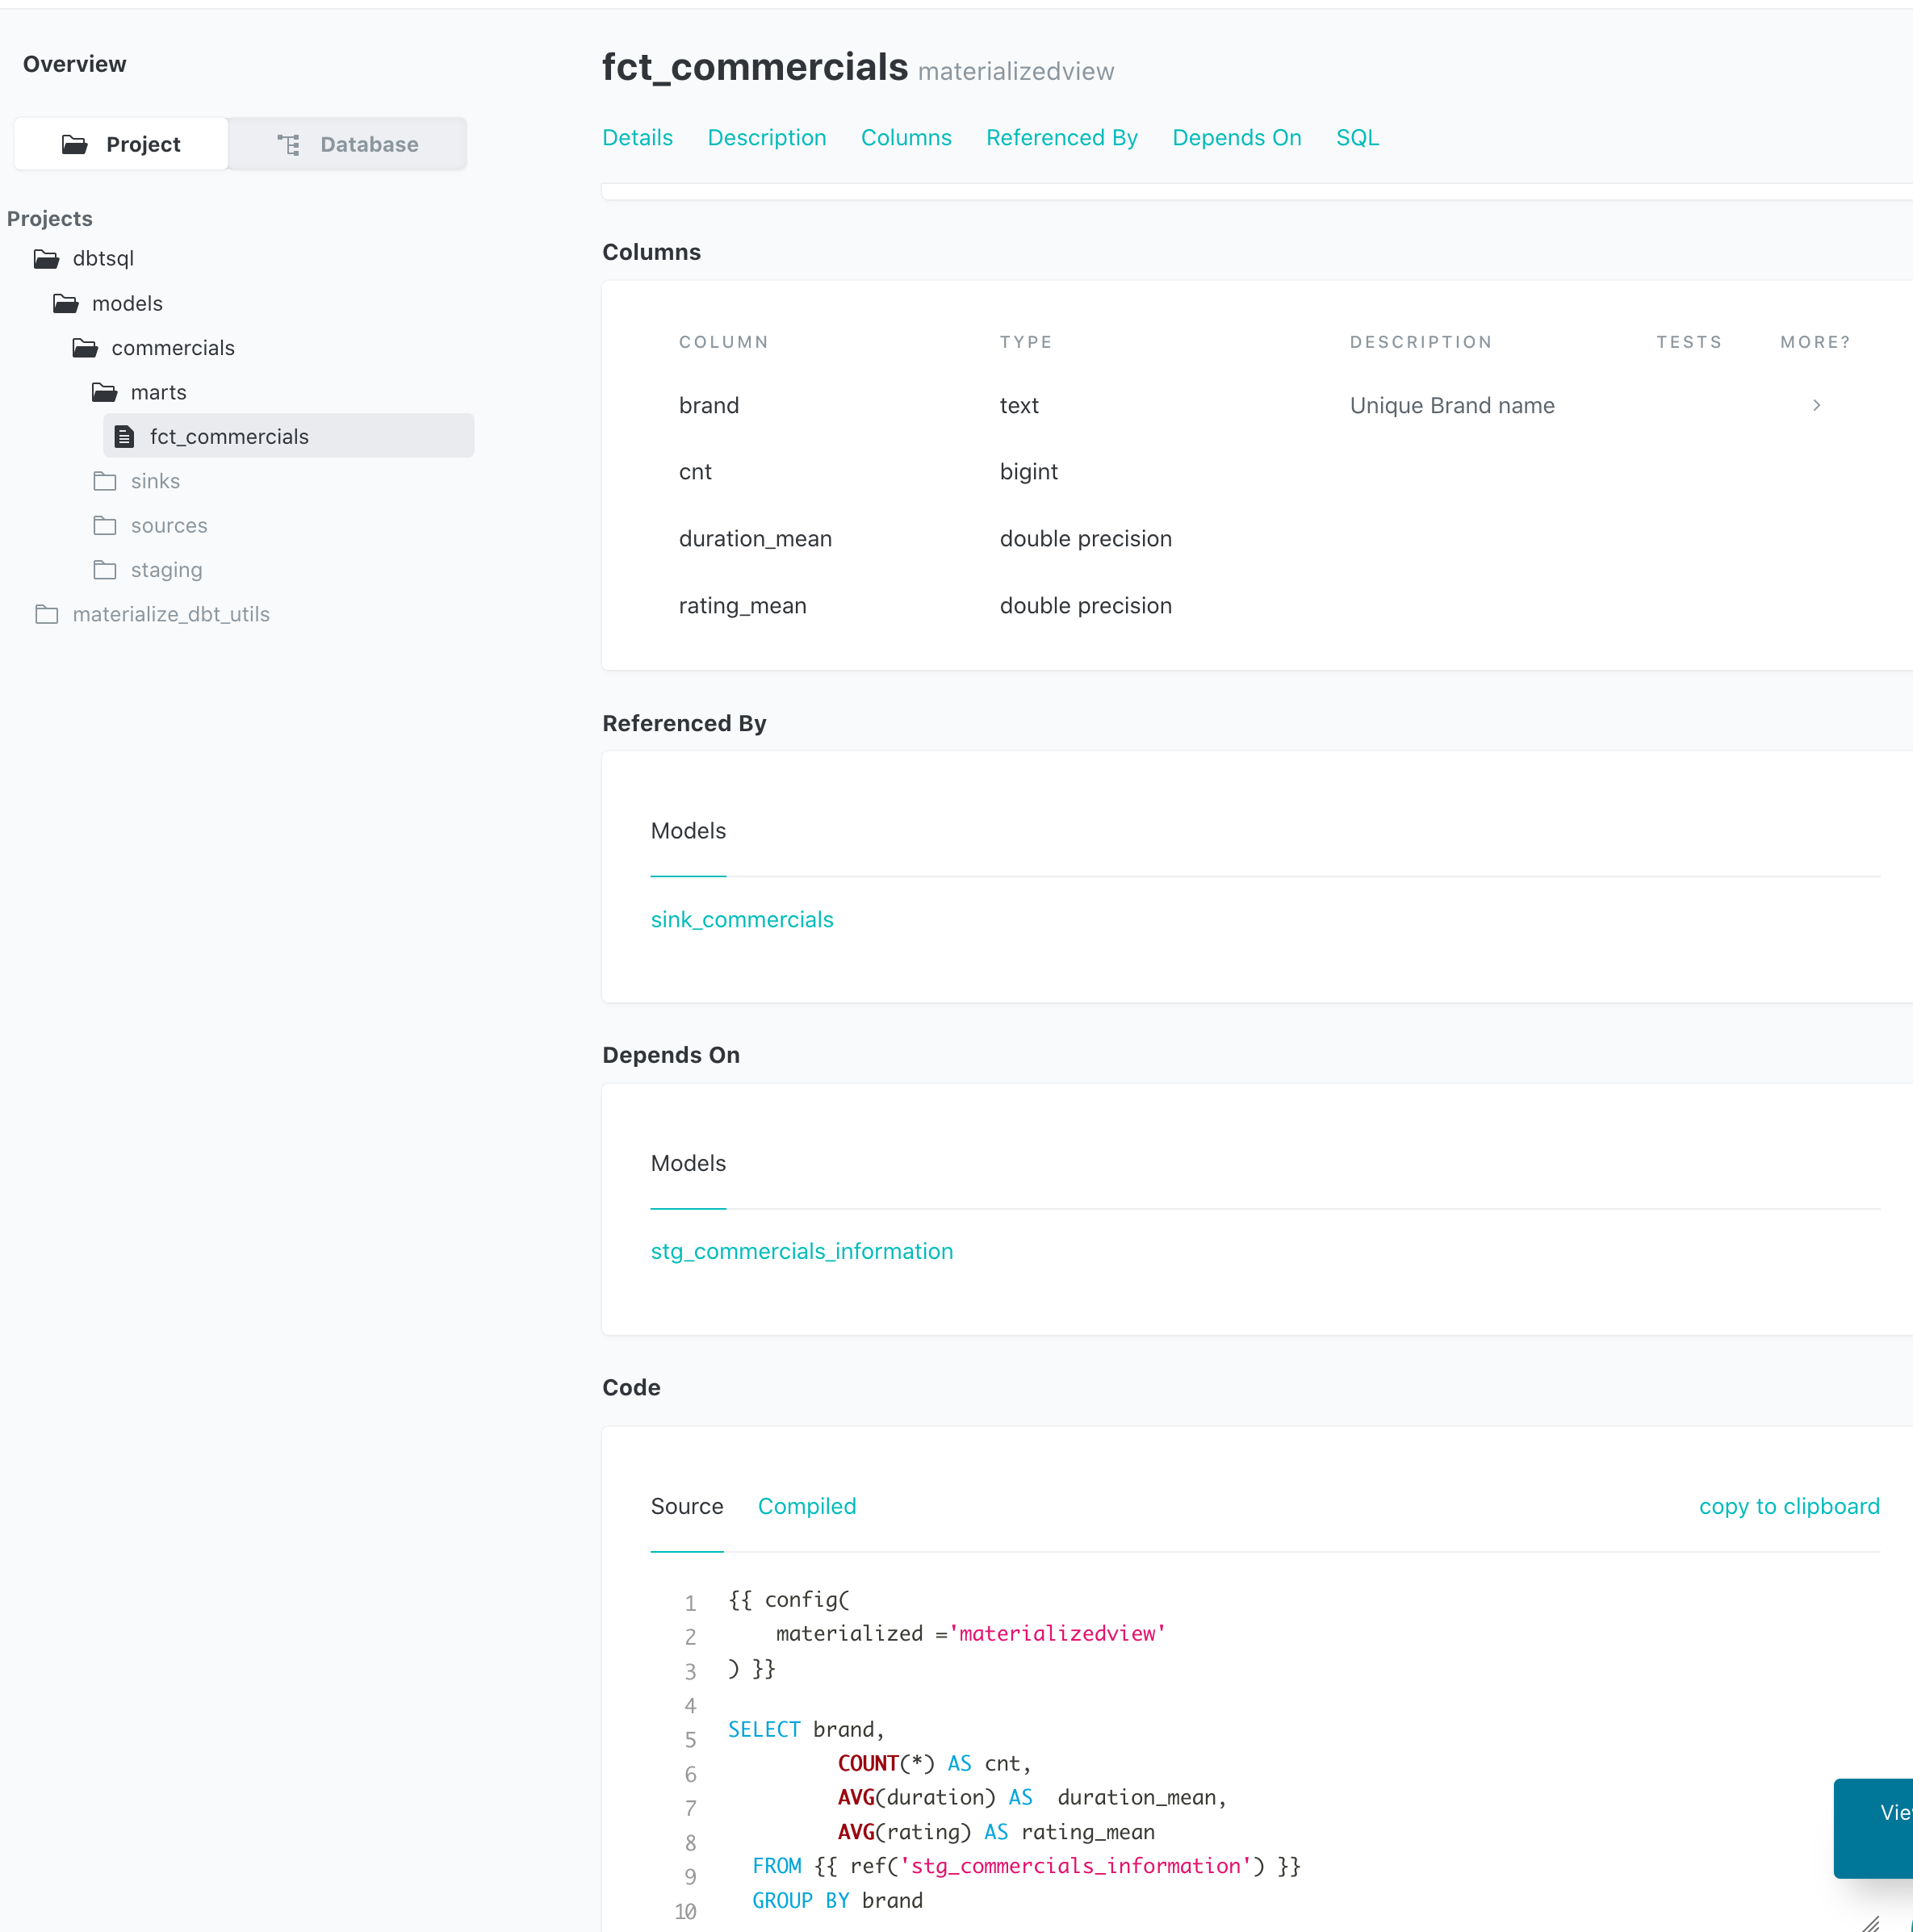 Overview
Project
Database
Projects
dbtsql
models
commercials
marts
fct_commercials
sinks
sources
staging
materialize_dbt_utils
fct_commercials materializedview
Details Description Columns Referenced By Depends On SQL
Columns
COLUMN TYPE DESCRIPTION TESTS MORE?
brand text Unique Brand name
cnt bigint
duration_mean double precision
rating_mean double precision
Referenced By
Models
sink_commercials
Depends On
Models
stg_commercials_information
Code
Source Compiled copy to clipboard
1 {{ config(
2 materialized ='materializedview'
3 ) }}
4
5 SELECT brand,
6 COUNT(*) AS cnt,
7 AVG(duration) AS  duration_mean,
8 AVG(rating) AS rating_mean
9 FROM {{ ref('stg_commercials_information') }}
10 GROUP BY brand